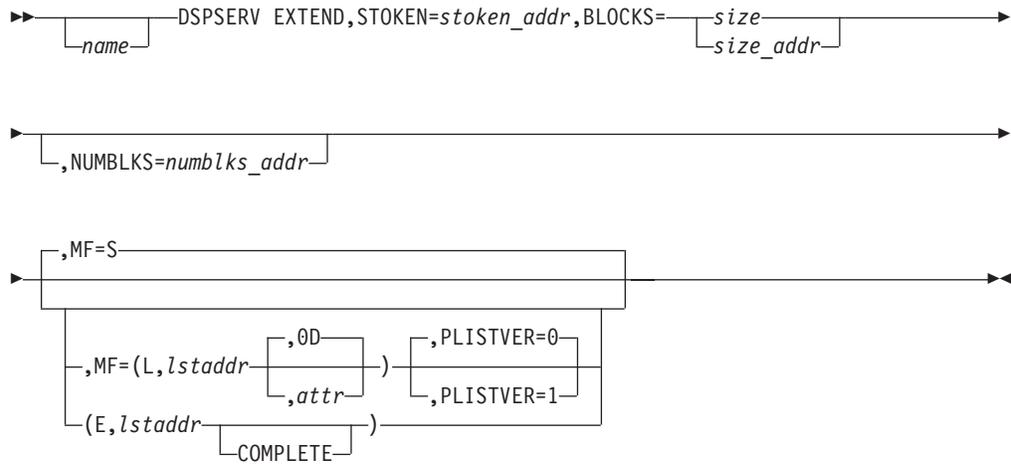 DSPSERV EXTEND,STOKEN=stoken_addr,BLOCKS= size
name size_addr
,NUMBLKS=numblks_addr
,MF=S
,0D ,PLISTVER=0
,MF=(L,lstaddr )
,attr ,PLISTVER=1
(E,lstaddr )
COMPLETE